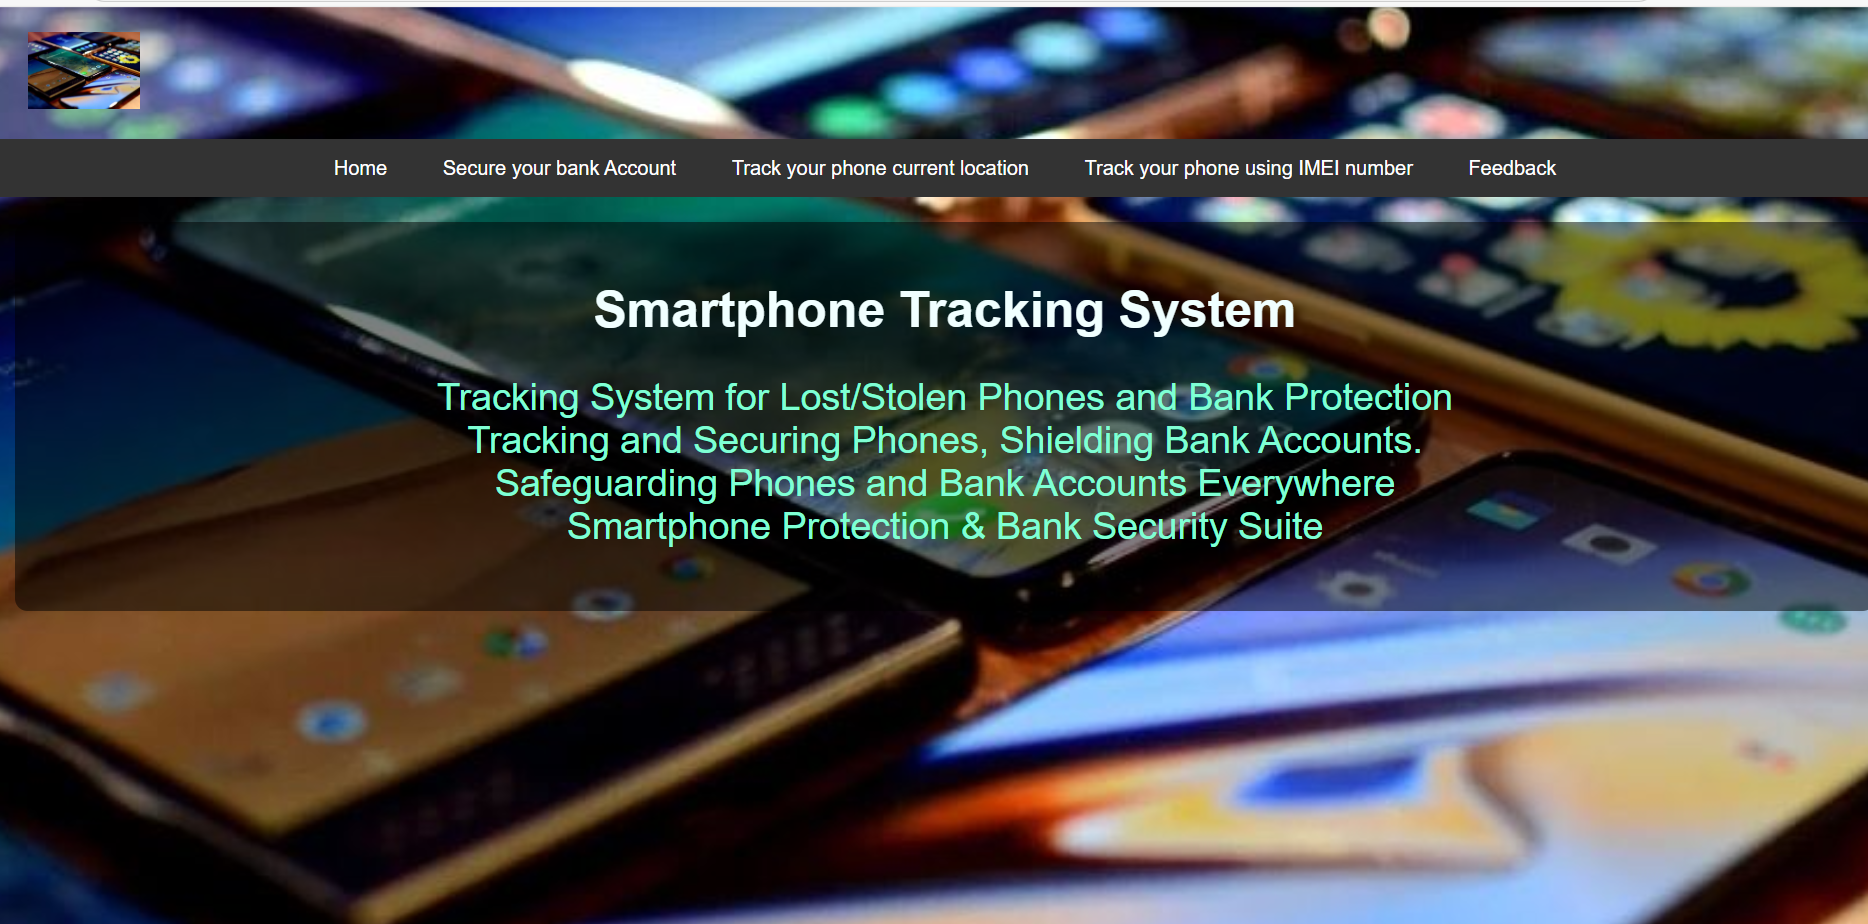 Home
Secure your bank Account
Track your phone current location
Track your phone using IMEI number
Feedback
Smartphone Tracking System
Tracking System for Lost/Stolen Phones and Bank Protection
Tracking and Securing Phones, Shielding Bank Accounts.
Safeguarding Phones and Bank Accounts Everywhere
Smartphone Protection & Bank Security Suite